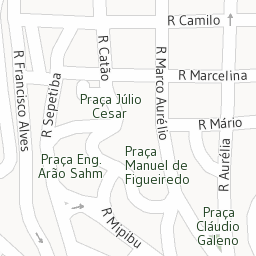 R Camilo
R Francisco Alves
R Sepetiba
R Catão
R Marco Aurélio
R Marcelina
Praça Júlio
Cesar
R Mário
Praça Eng.
Arão Sahm
Praça
Manuel de
Figueiredo
R Aurélia
R Mipibu
Praça
Cláudio
Galeno